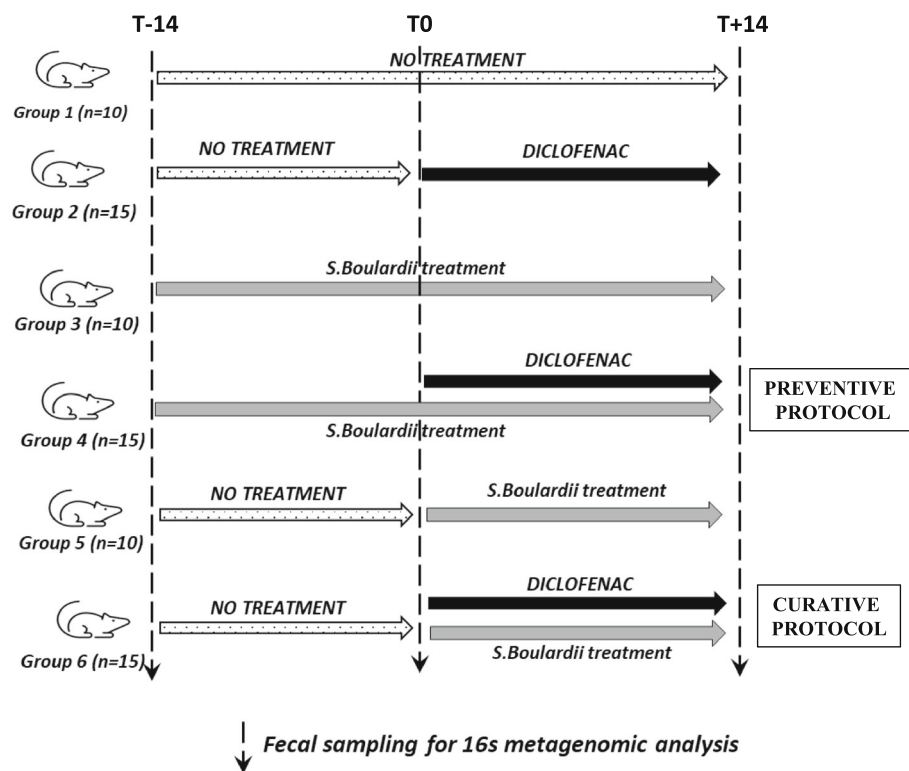 T-14 T0 T+14
NO TREATMENT
Group 1 (n=10)
NO TREATMENT DICLOFENAC
Group 2 (n=15)
S.Boulardii treatment
Group 3 (n=10)
DICLOFENAC
PREVENTIVE
PROTOCOL
Group 4 (n=15)
S.Boulardii treatment
NO TREATMENT S.Boulardii treatment
Group 5 (n=10)
NO TREATMENT DICLOFENAC
CURATIVE
PROTOCOL
Group 6 (n=15)
S.Boulardii treatment
Fecal sampling for 16s metagenomic analysis